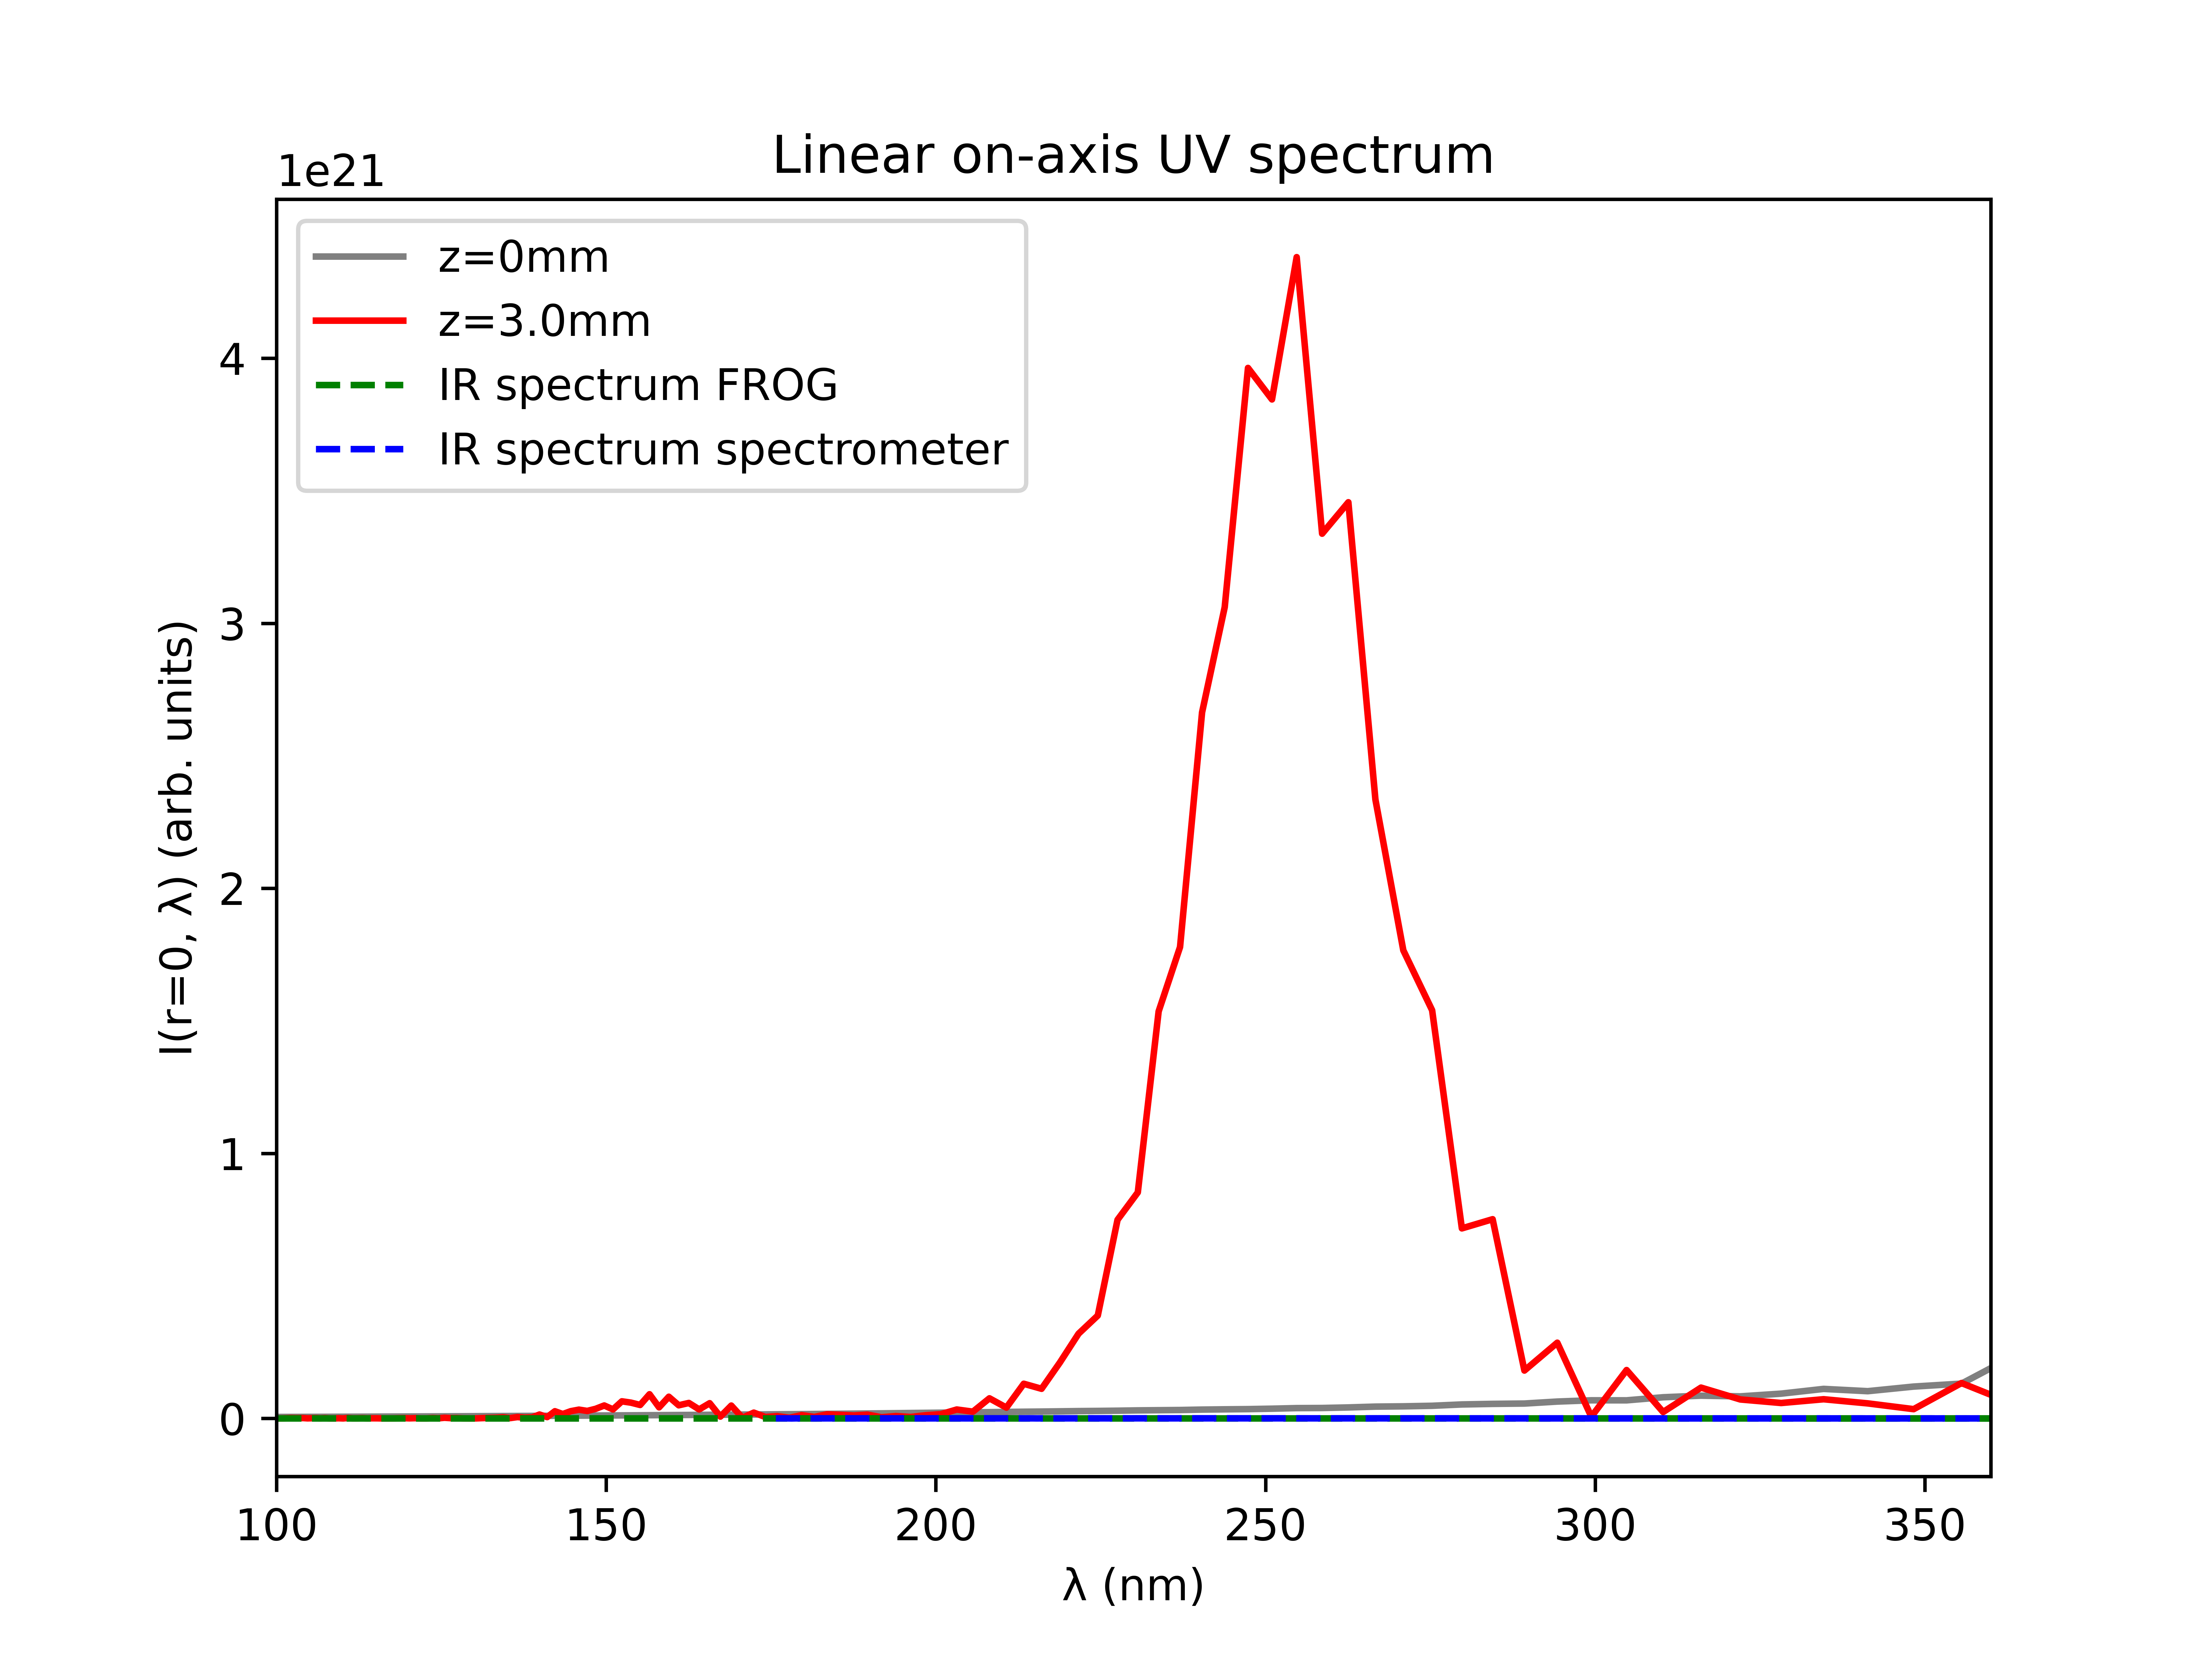 Linear on-axis UV spectrum
1e21
z=0mm
z=3.0mm
IR spectrum FROG
IR spectrum spectrometer
I(r=0, λ) (arb. units)
4
3
2
1
0
100 150 200 250 300 350
λ (nm)